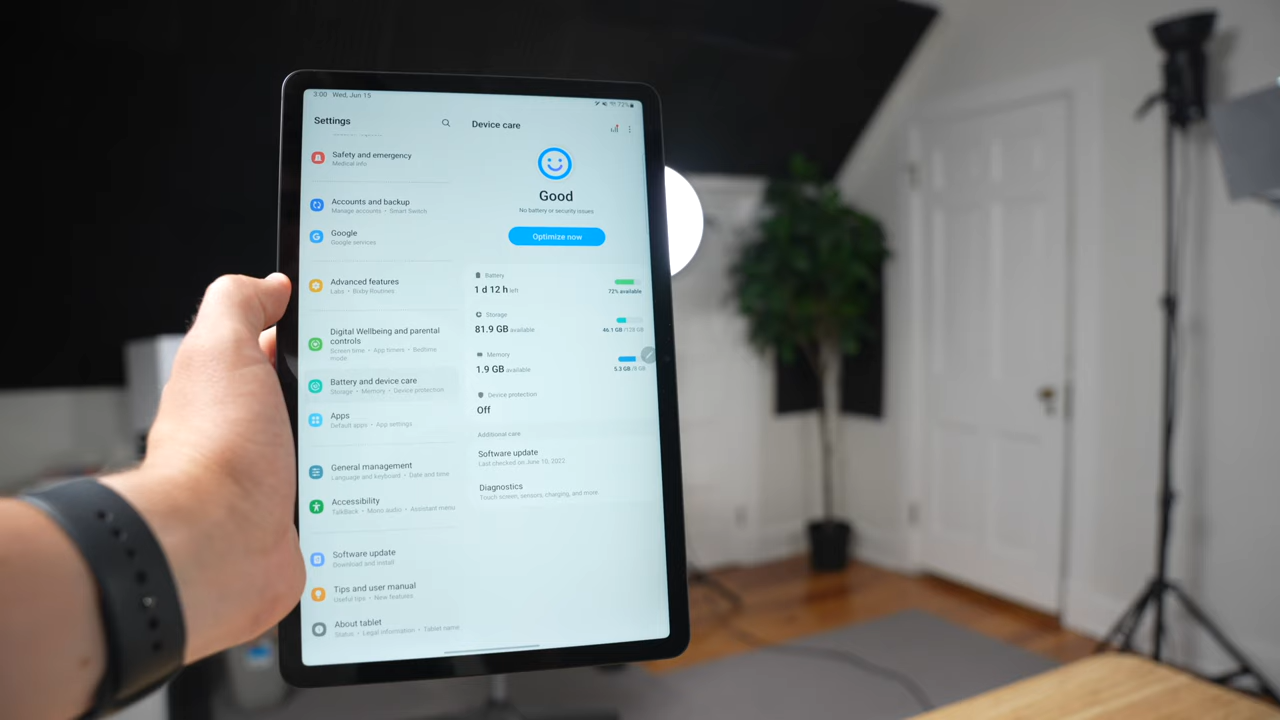 3:00 Wed, Jun 15
72%
Settings
Safety and emergency
Medical info
Accounts and backup
Manage accounts • Smart Switch
Google
Google services
Advanced features
Labs • Bixby Routines
Digital Wellbeing and parental
controls
Screen time • App timers • Bedtime
mode
Battery and device care
Storage • Memory • Device protection
Apps
Default apps • App settings
General management
Language and keyboard • Date and time
Accessibility
TalkBack • Mono audio • Assistant menu
Software update
Download and install
Tips and user manual
Useful tips • New features
About tablet
Status • Legal information • Tablet name
Device care
Good
No battery or security issues
Optimize now
Battery
1 d 12 h left
72% available
Storage
81.9 GB available
46.1 GB /128 GB
Memory
1.9 GB available
5.3 GB /8 GB
Device protection
Off
Additional care
Software update
Last checked on June 10, 2022
Diagnostics
Touch screen, sensors, charging, and more